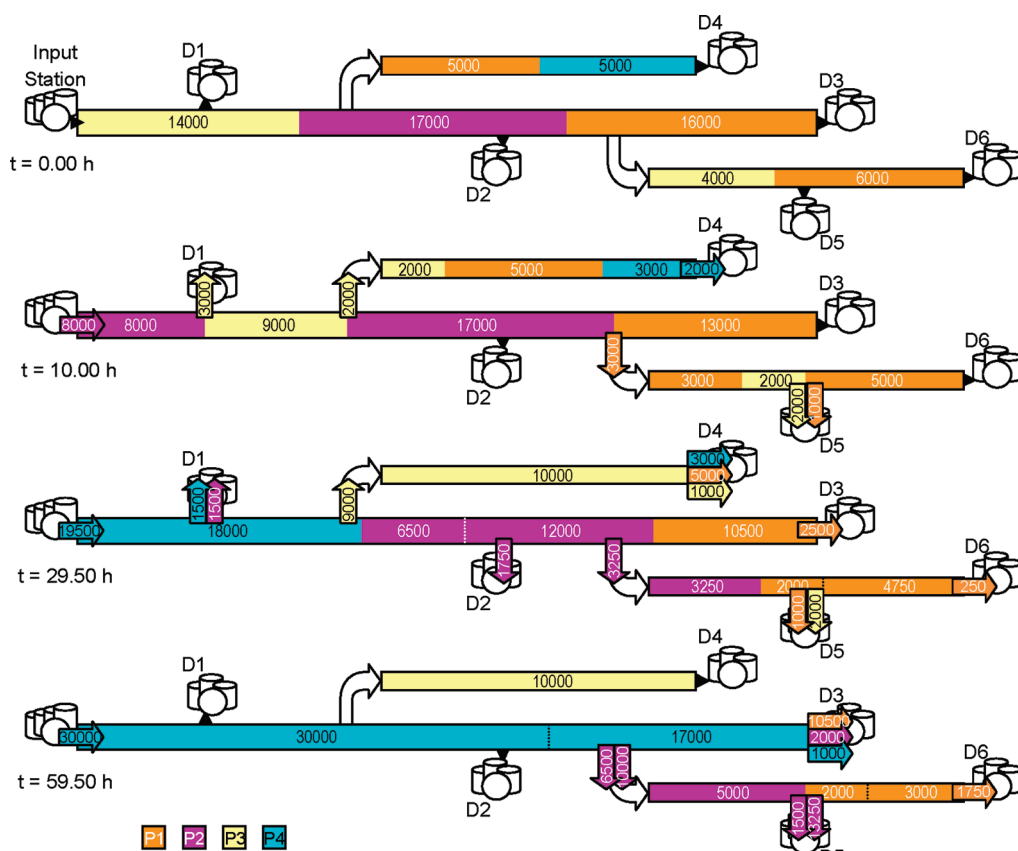 D4
Input
Station
D1
5000 5000
D3
14000 17000 16000
t = 0.00 h
D2
D6
4000 6000
D5
D4
D1
2000 5000 3000 2000
3000 2000
D3
8000 8000 9000 17000 13000
t = 10.00 h
3000
D2
D6
3000 2000 5000
2000 1000
D5
D4
D1
3000
5000
1000
10000
1500 1500 9000
D3
19500 18000 6500 12000 10500 2500
t = 29.50 h
1750 3250
D2
D6
3250 2000 4750 250
1000 2000
D5
D4
D1
10000
D3
10500
2000
1000
30000 30000 17000
t = 59.50 h
6500
D2
D6
5000 2000 3000 1750
1500 13250
P1 P2 P3 P4